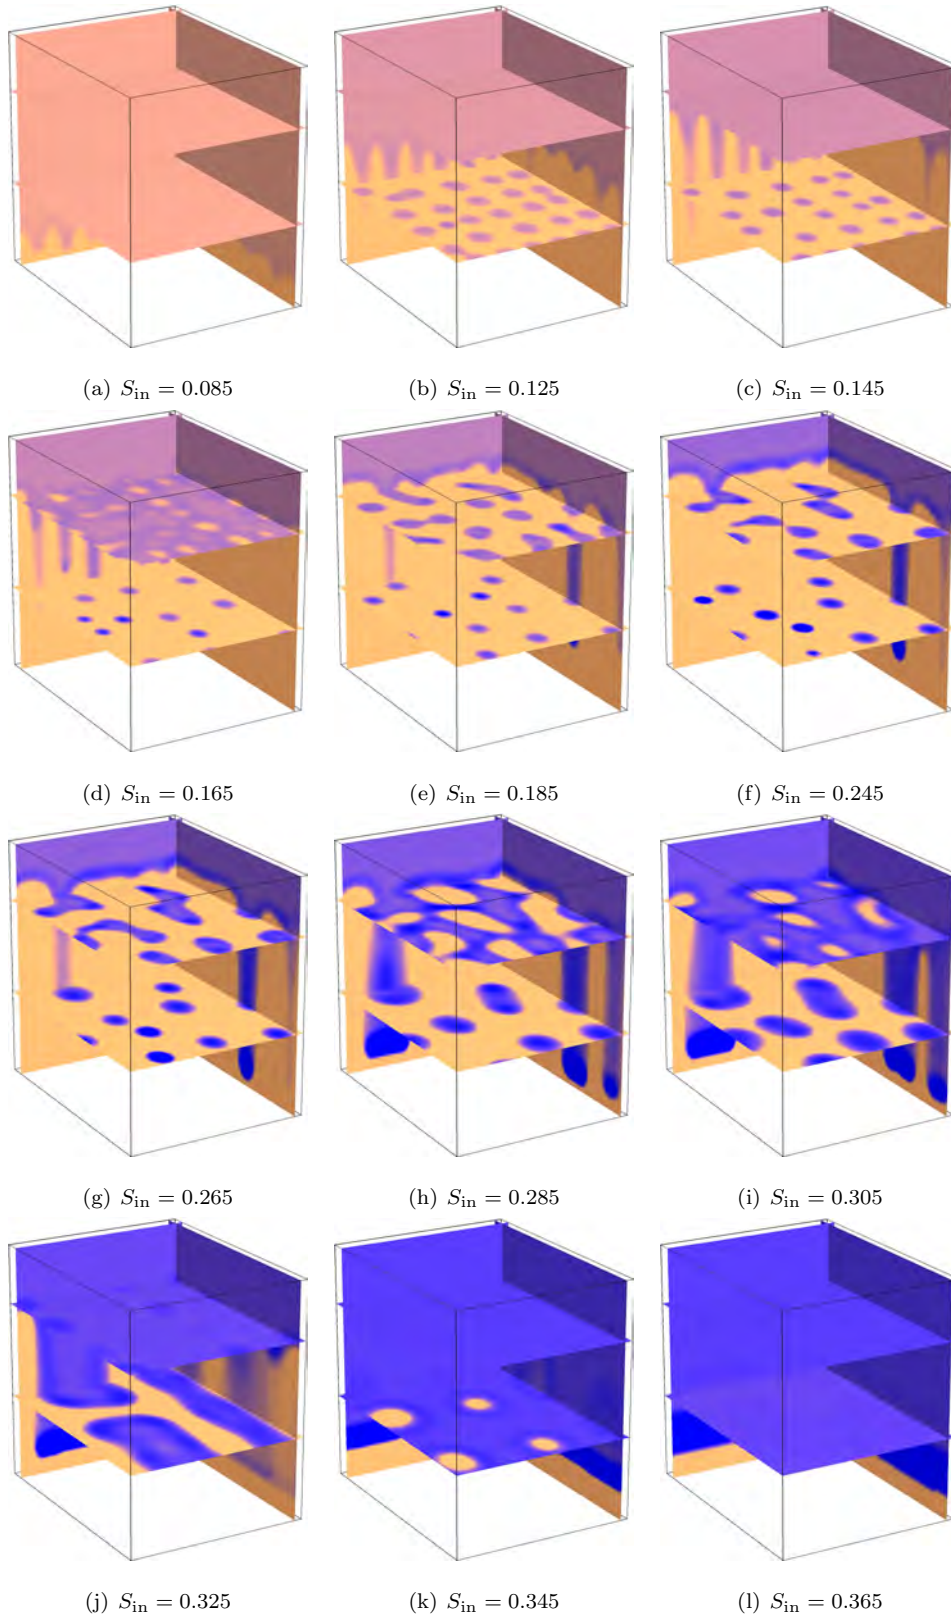 (a) S_in = 0.085 (b) S_in = 0.125 (c) S_in = 0.145
(d) S_in = 0.165 (e) S_in = 0.185 (f) S_in = 0.245
(g) S_in = 0.265 (h) S_in = 0.285 (i) S_in = 0.305
(j) S_in = 0.325 (k) S_in = 0.345 (l) S_in = 0.365